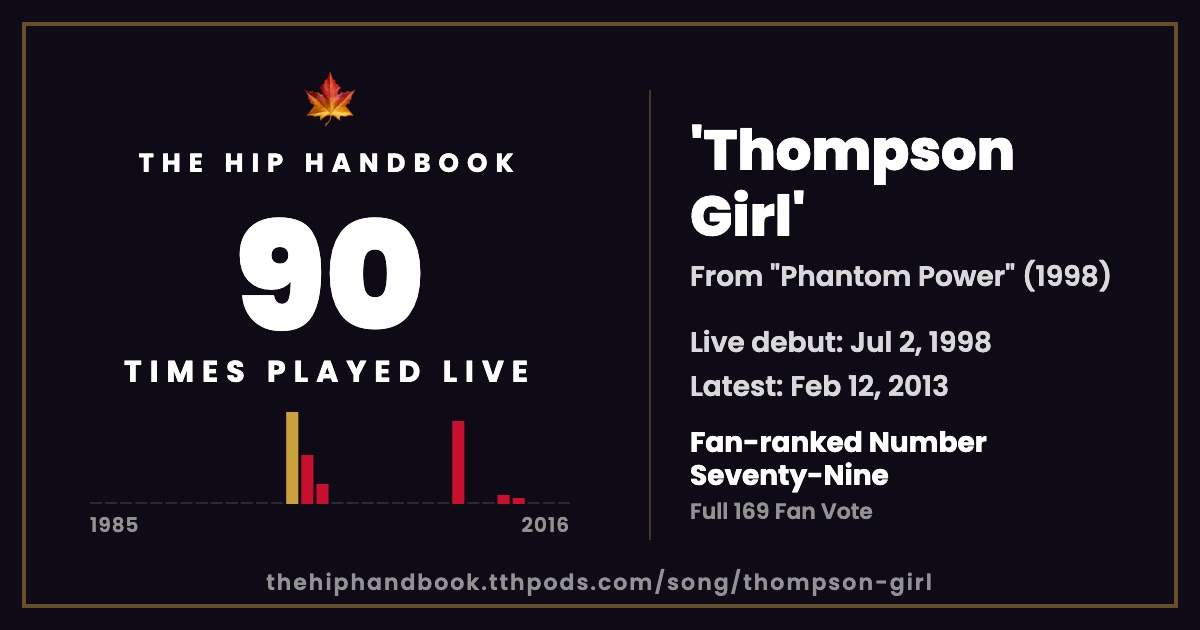 THE HIP HANDBOOK
90
TIMES PLAYED LIVE
1985
2016
'Thompson
Girl'
From "Phantom Power" (1998)
Live debut: Jul 2, 1998
Latest: Feb 12, 2013
Fan-ranked Number
Seventy-Nine
Full 169 Fan Vote
thehiphandbook.tthpods.com/song/thompson-girl